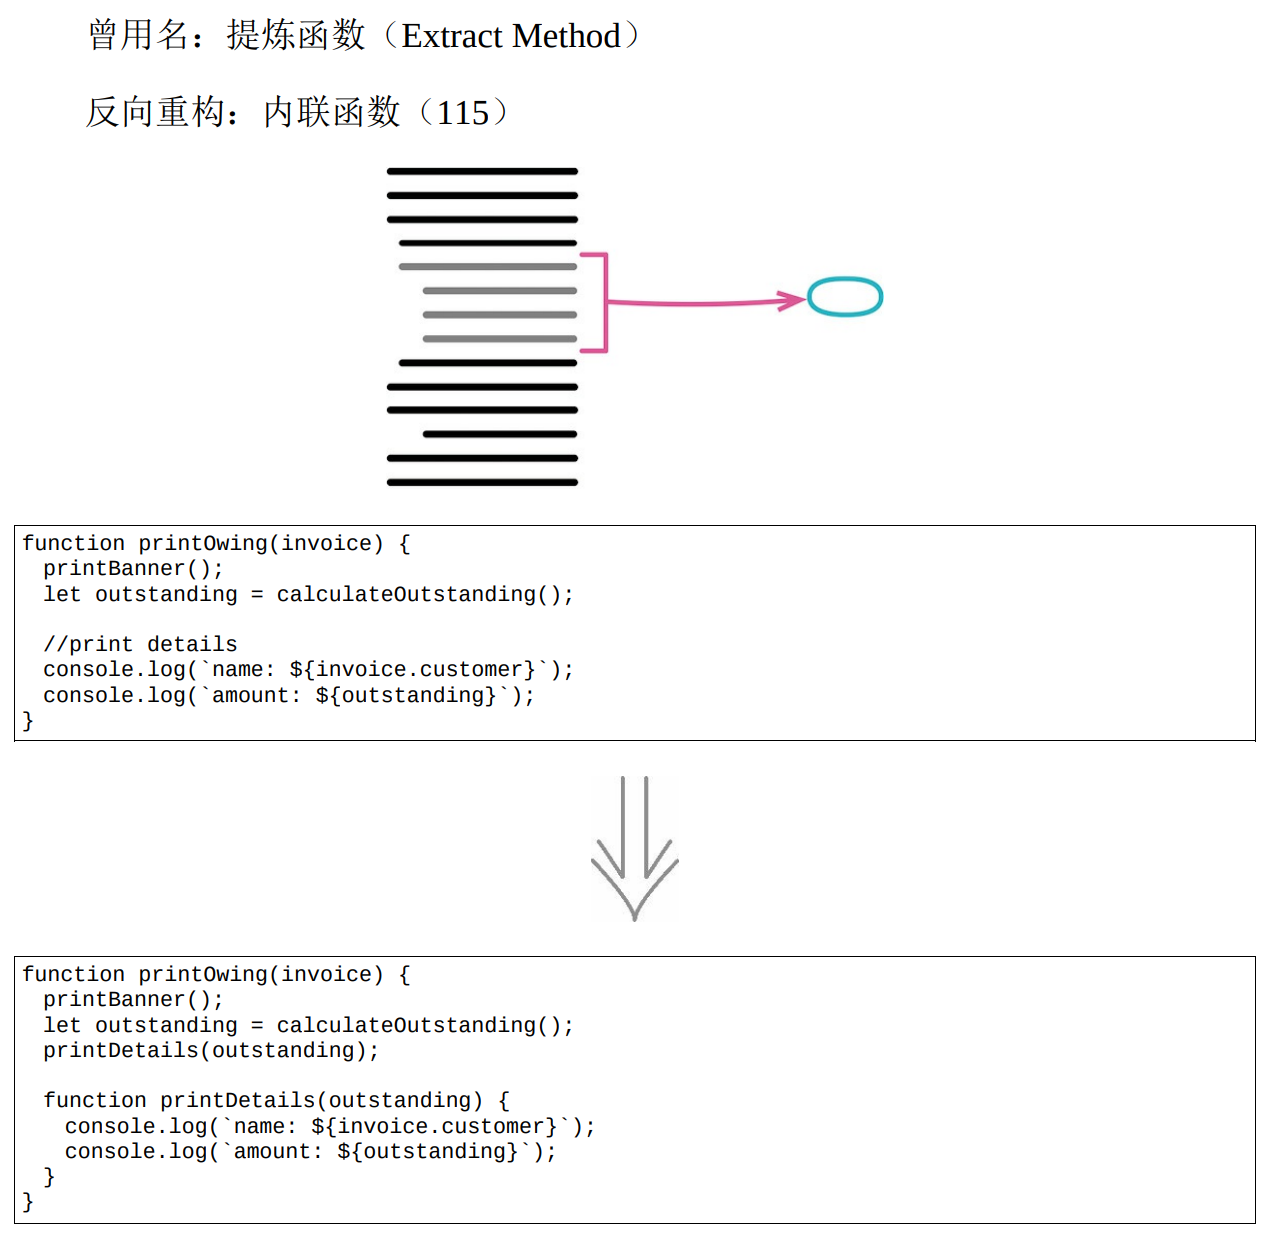 曾用名：提炼函数（Extract Method）
反向重构：内联函数（115）
function printOwing(invoice) {
  printBanner();
  let outstanding = calculateOutstanding();

  //print details
  console.log(`name: ${invoice.customer}`);
  console.log(`amount: ${outstanding}`);
}
function printOwing(invoice) {
  printBanner();
  let outstanding = calculateOutstanding();
  printDetails(outstanding);

  function printDetails(outstanding) {
    console.log(`name: ${invoice.customer}`);
    console.log(`amount: ${outstanding}`);
  }
}